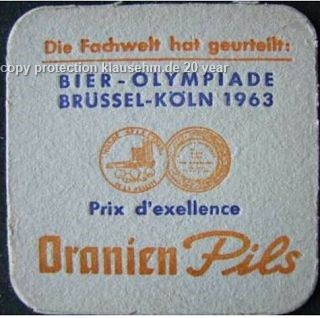 Die Fachwelt hat geurteilt:
copy protection klausehm.de 20 year
BIER-OLYMPIADE
BRÜSSEL-KÖLN 1963
Prix d'exellence
Oranien Pils